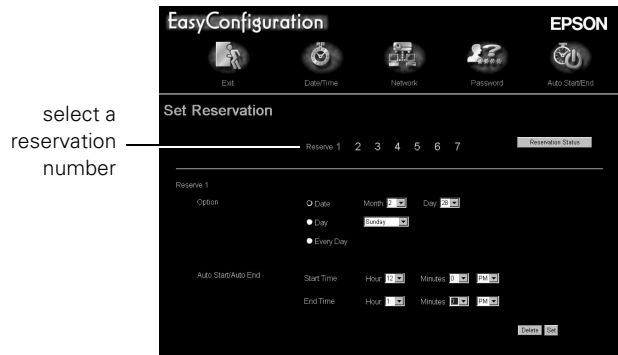 EasyConfiguration EPSON
Exit Date/Time Network Password Auto Start/End
Set Reservation
select a
reservation
number
Reserve 1 2 3 4 5 6 7 Reservation Status
Reserve 1
Option Date Month: 2 Day: 28
Day Sunday
Every Day
Auto Start/Auto End Start Time Hour: 12 Minutes: 0 PM
End Time Hour: 1 Minutes: PM
Delete Set